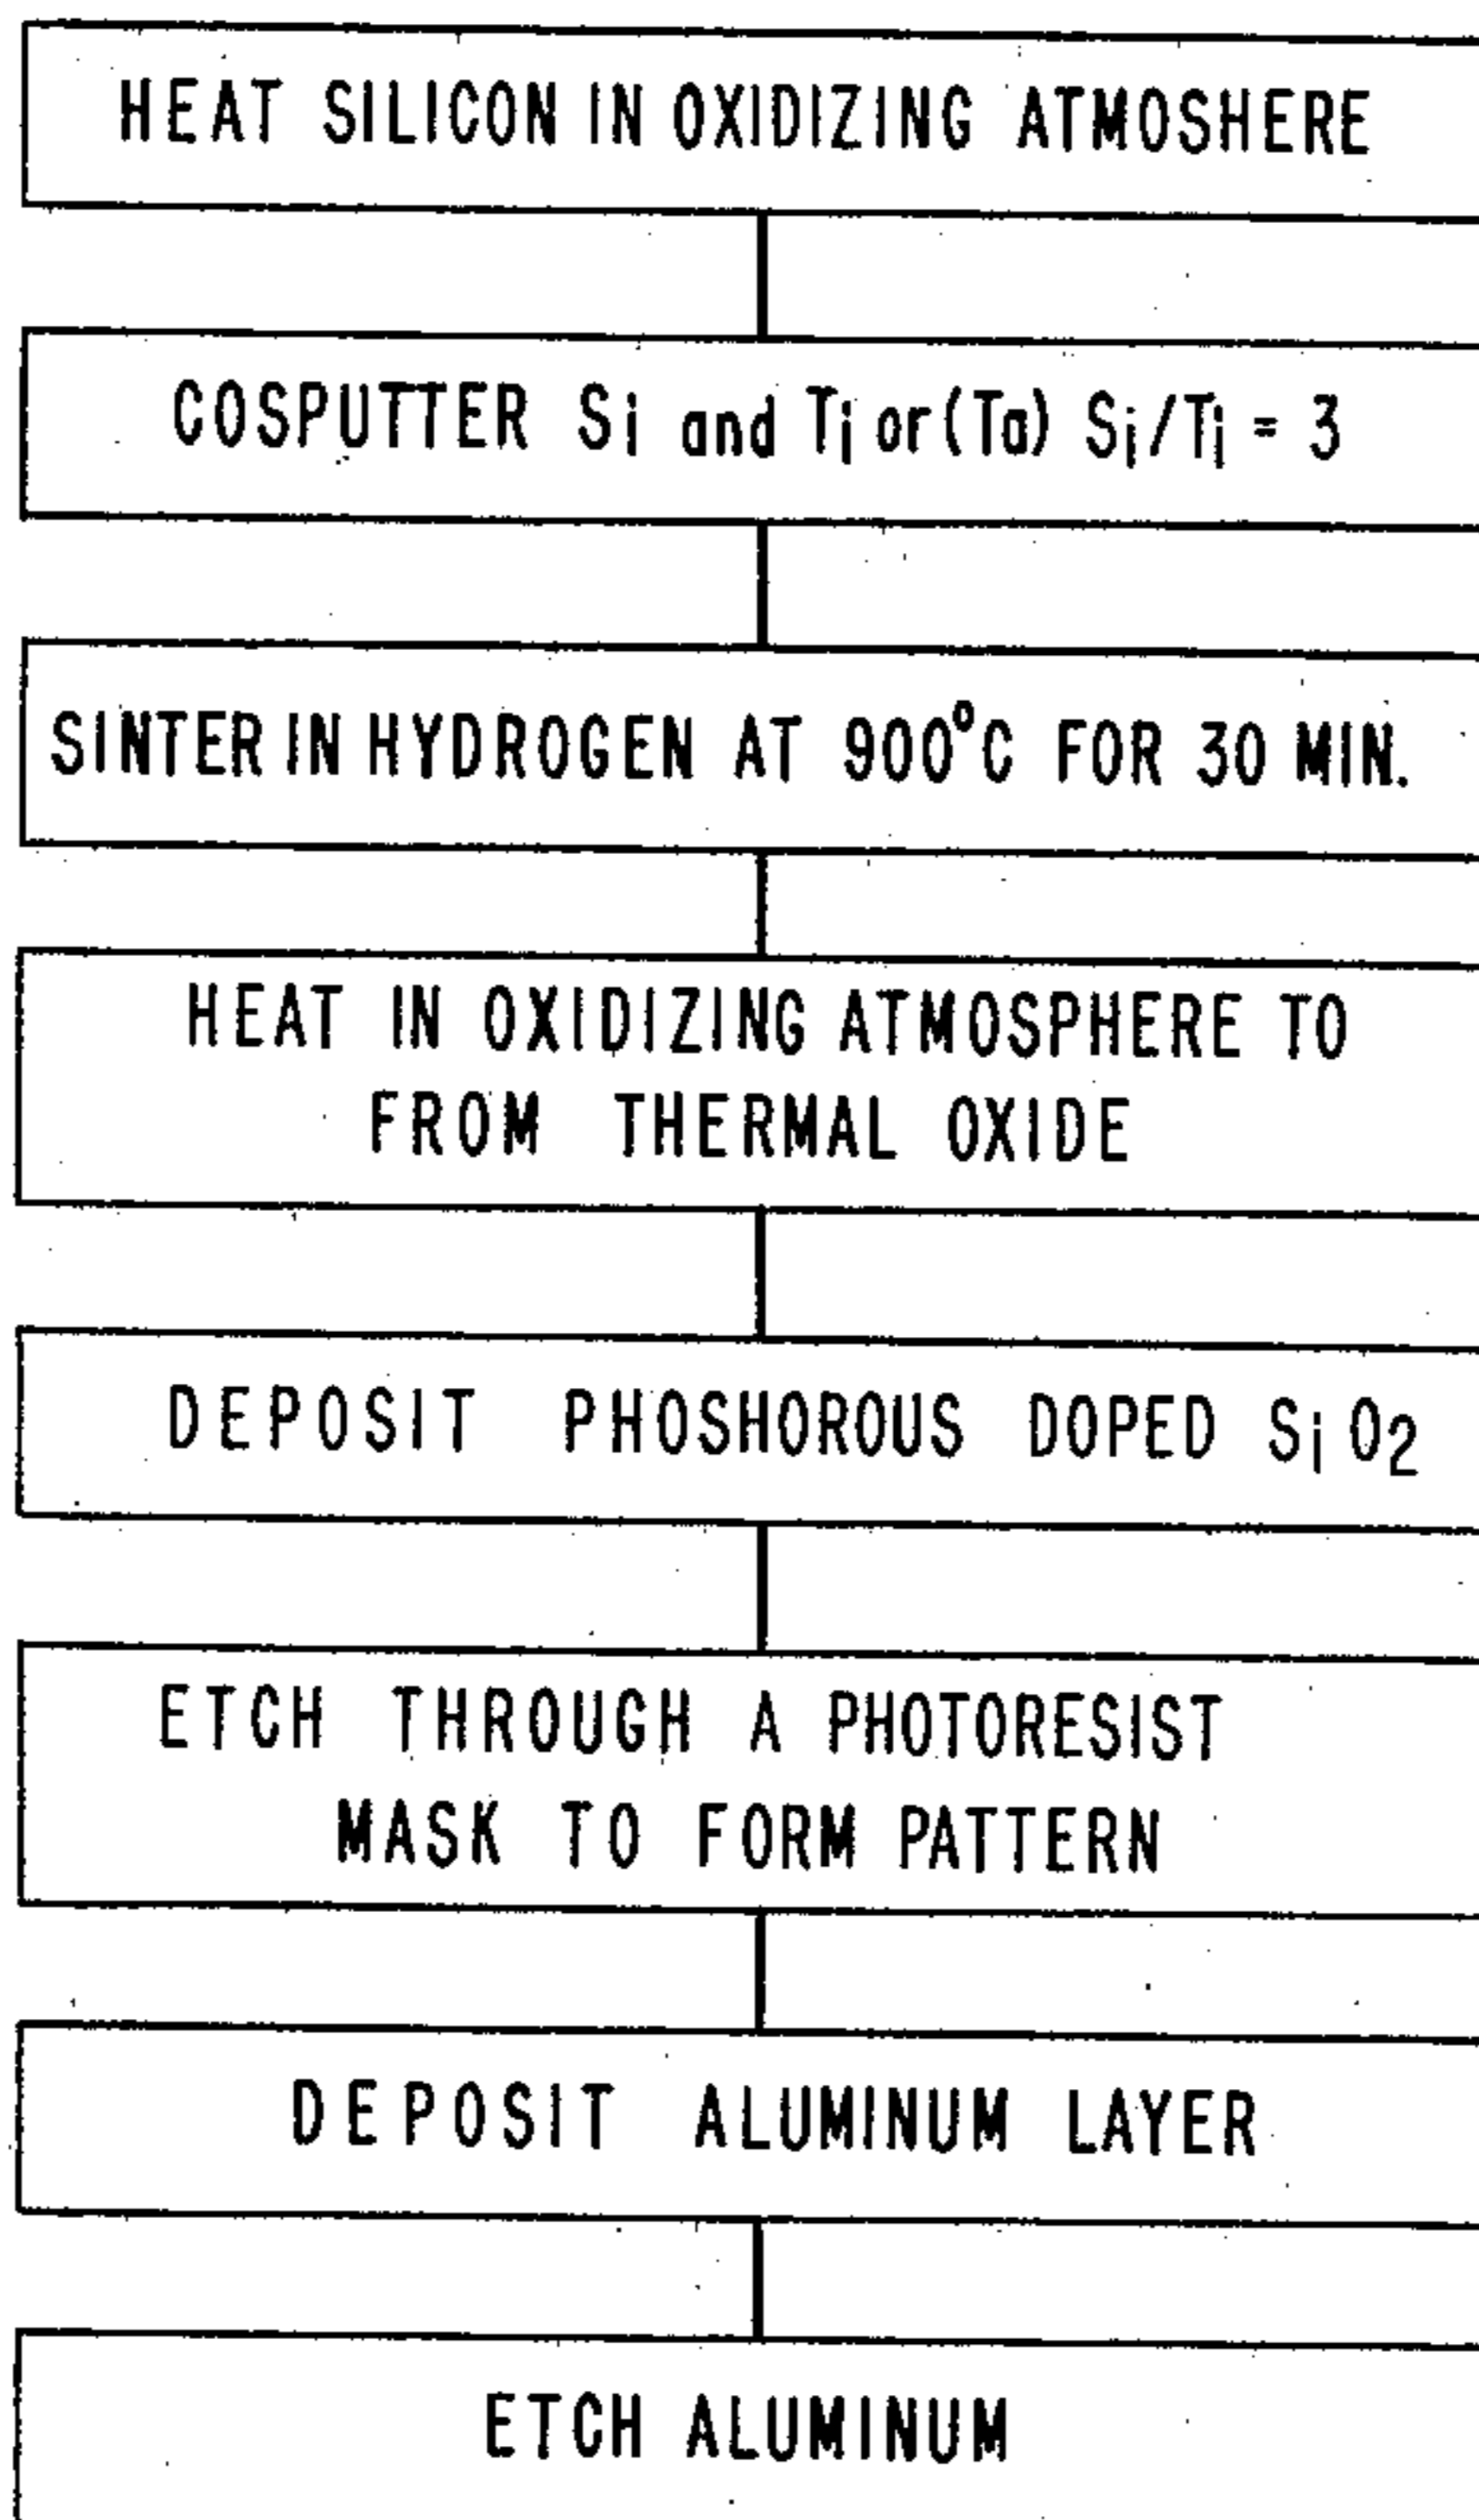 HEAT SILICON IN OXIDIZING ATMOSHERE
COSPUTTER Si and Ti or (Ta) Si/Ti = 3
SINTER IN HYDROGEN AT 900°C FOR 30 MIN.
HEAT IN OXIDIZING ATMOSPHERE TO
FROM THERMAL OXIDE
DEPOSIT PHOSHOROUS DOPED SiO2
ETCH THROUGH A PHOTORESIST
MASK TO FORM PATTERN
DEPOSIT ALUMINUM LAYER
ETCH ALUMINUM